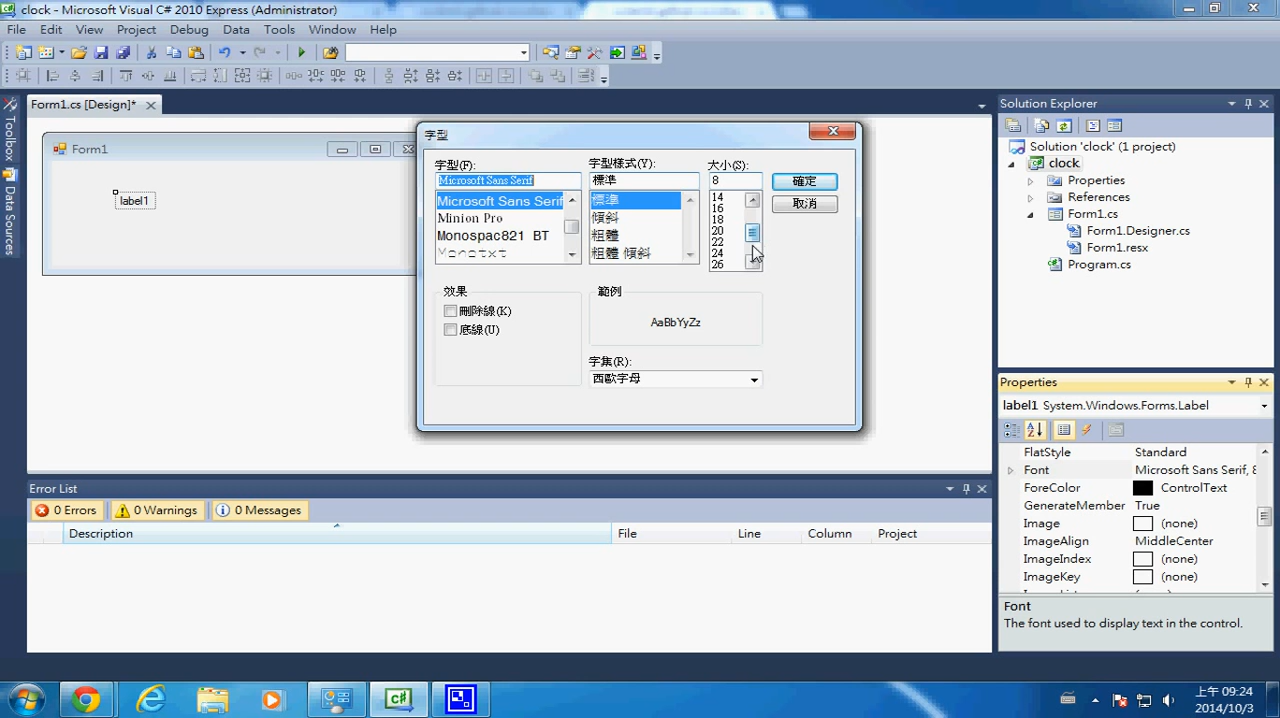 clock - Microsoft Visual C# 2010 Express (Administrator)
File Edit View Project Debug Data Tools Window Help
Form1.cs [Design]*
Toolbox
Data Sources
Form1
label1
字型
字型(F):
Microsoft Sans Serif
Microsoft Sans Serif
Minion Pro
Monospac821 BT
Monotxt
字型樣式(Y):
標準
標準
傾斜
粗體
粗體 傾斜
大小(S):
8
14
16
18
20
22
24
26
確定
取消
效果
刪除線(K)
底線(U)
範例
AaBbYyZz
字集(R):
西歐字母
Solution Explorer
Solution 'clock' (1 project)
clock
Properties
References
Form1.cs
Form1.Designer.cs
Form1.resx
Program.cs
Properties
label1 System.Windows.Forms.Label
FlatStyle Standard
Font Microsoft Sans Serif, 8
ForeColor ControlText
GenerateMember True
Image (none)
ImageAlign MiddleCenter
ImageIndex (none)
ImageKey (none)
Font
The font used to display text in the control.
Error List
0 Errors 0 Warnings 0 Messages
Description File Line Column Project
上午 09:24
2014/10/3